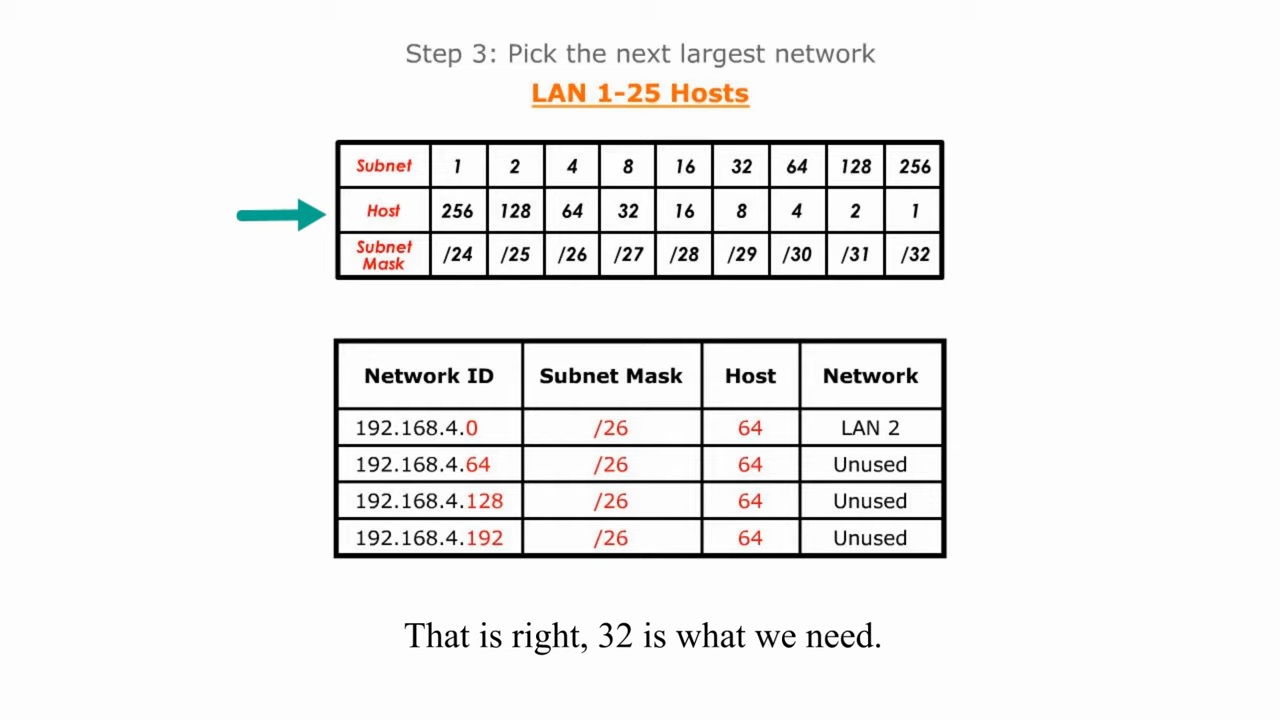 Step 3: Pick the next largest network
LAN 1-25 Hosts
Subnet 1 2 4 8 16 32 64 128 256
Host 256 128 64 32 16 8 4 2 1
Subnet Mask /24 /25 /26 /27 /28 /29 /30 /31 /32
Network ID Subnet Mask Host Network
192.168.4.0 /26 64 LAN 2
192.168.4.64 /26 64 Unused
192.168.4.128 /26 64 Unused
192.168.4.192 /26 64 Unused
That is right, 32 is what we need.